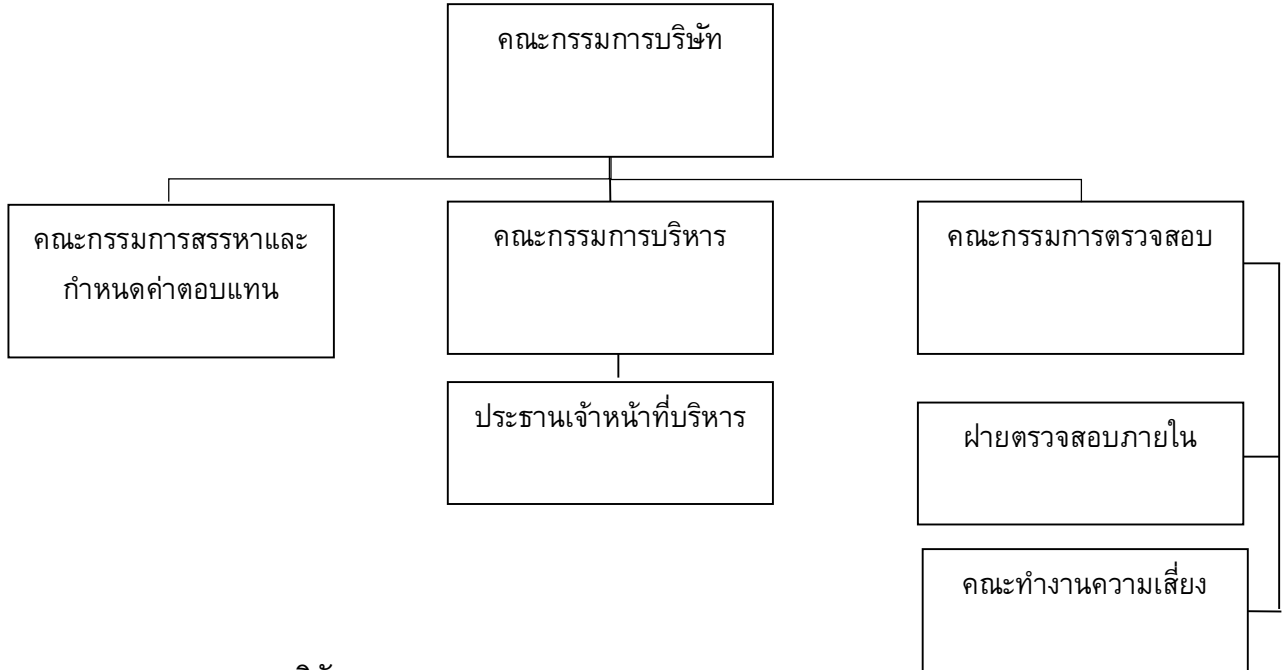 คณะกรรมการบริษัท
คณะกรรมการสรรหาและ
กำหนดค่าตอบแทน
คณะกรรมการบริหาร
คณะกรรมการตรวจสอบ
ประธานเจ้าหน้าที่บริหาร
ฝ่ายตรวจสอบภายใน
คณะทำงานความเสี่ยง